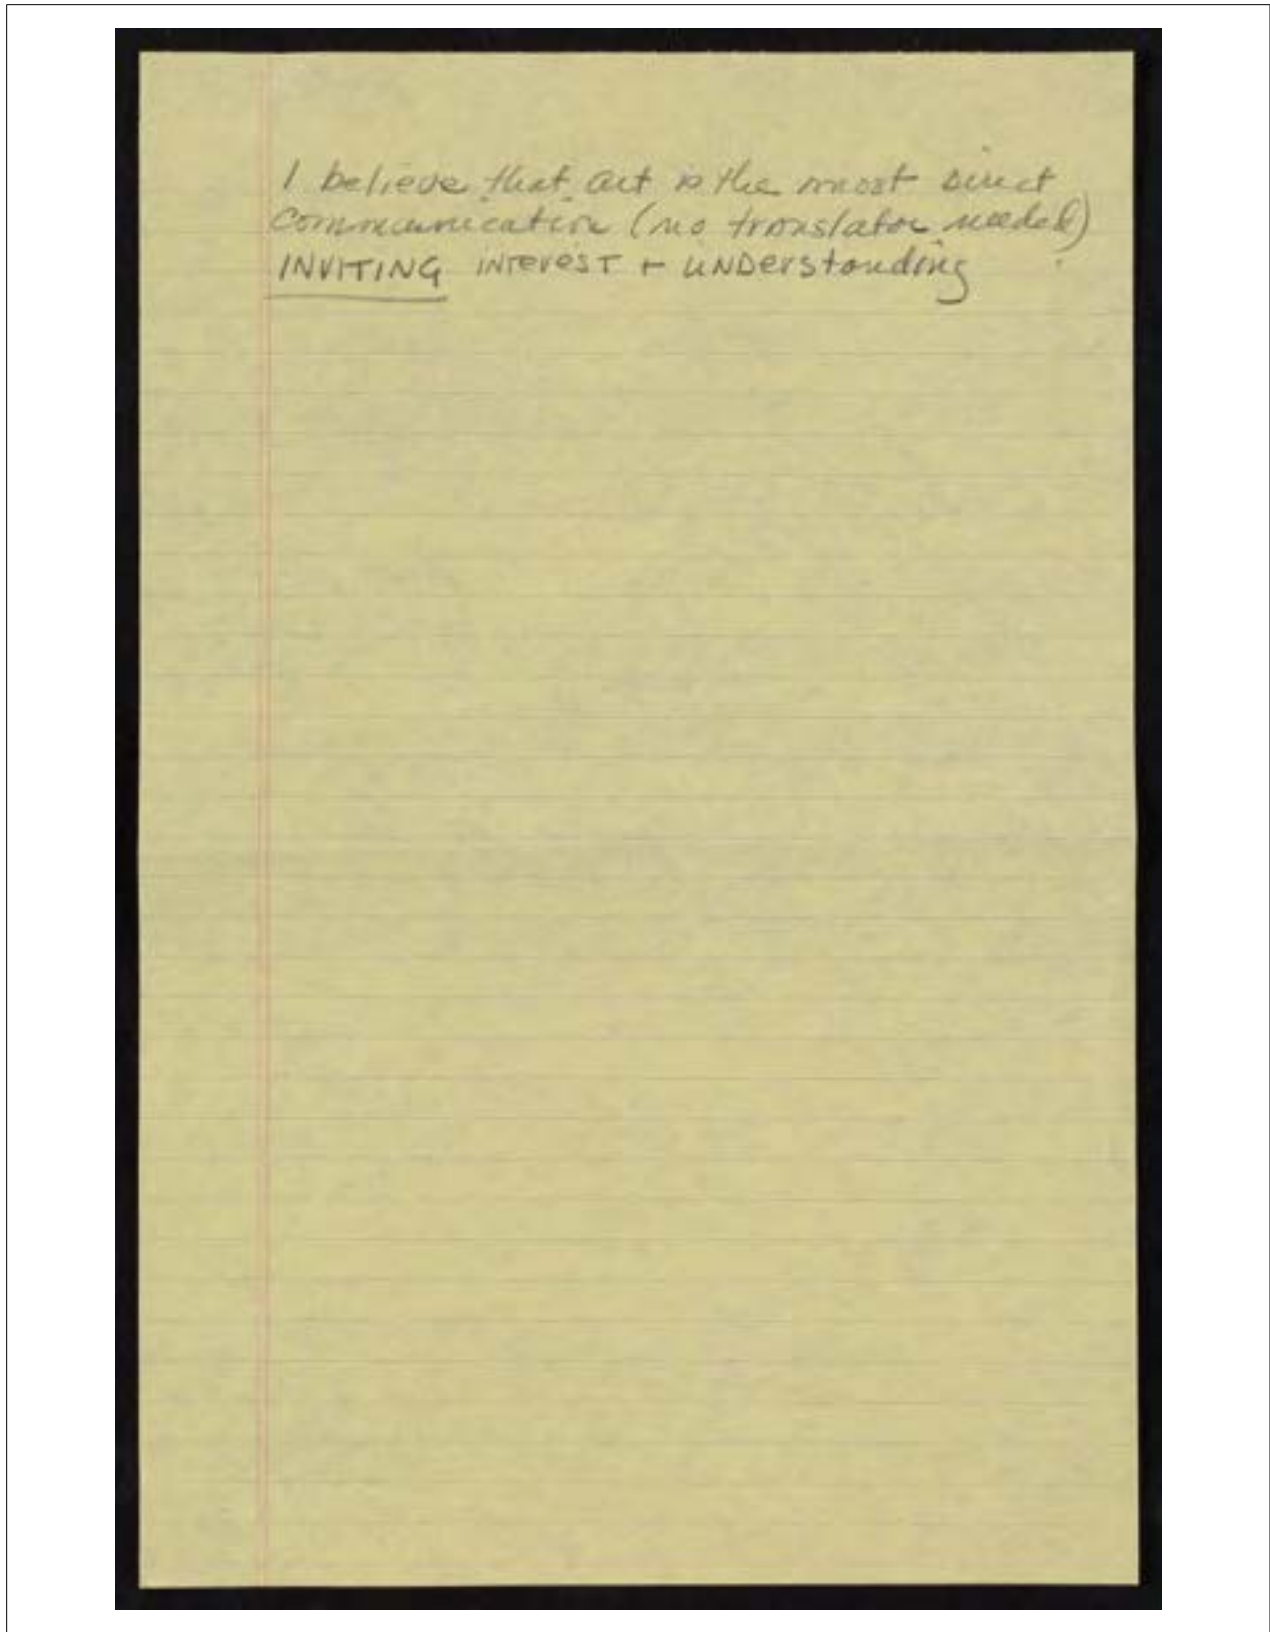 I believe that art is the most direct
communication (no translator needed)
INVITING interest + UNDerstanding